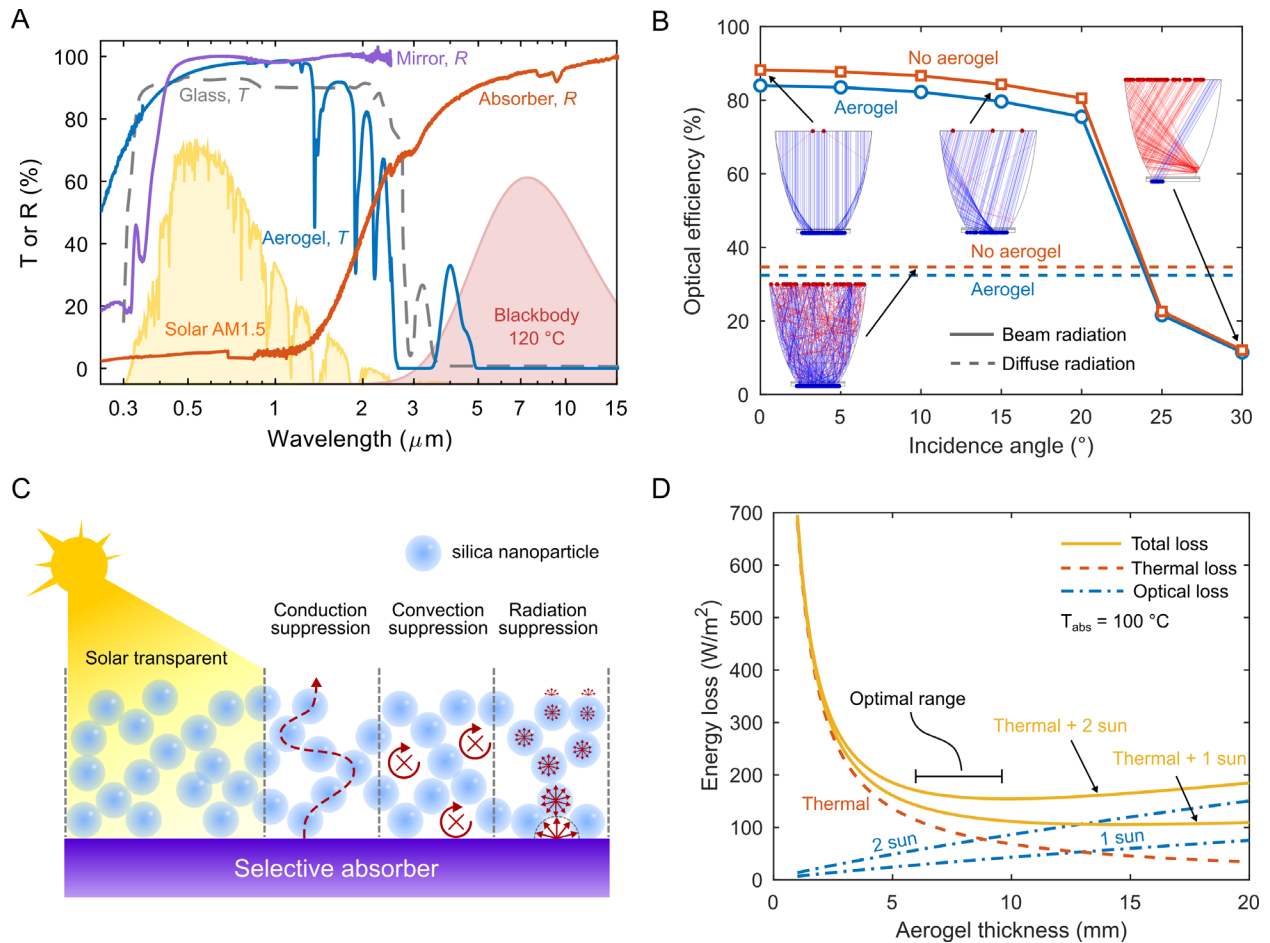 A
T or R (%)
100
80
60
40
20
0
Mirror, R
Glass, T
Absorber, R
Aerogel, T
Solar AM1.5
Blackbody
120 °C
0.3
0.5
1
2
3
5
7
10
15
Wavelength (μm)
B
Optical efficiency (%)
100
80
60
40
20
0
No aerogel
Aerogel
No aerogel
Aerogel
Beam radiation
Diffuse radiation
0
5
10
15
20
25
30
Incidence angle (°)
C
silica nanoparticle
Solar transparent
Conduction
suppression
Convection
suppression
Radiation
suppression
Selective absorber
D
Energy loss (W/m²)
700
600
500
400
300
200
100
0
Total loss
Thermal loss
Optical loss
Tabs = 100 °C
Optimal range
Thermal + 2 sun
Thermal + 1 sun
Thermal
2 sun
1 sun
0
5
10
15
20
Aerogel thickness (mm)